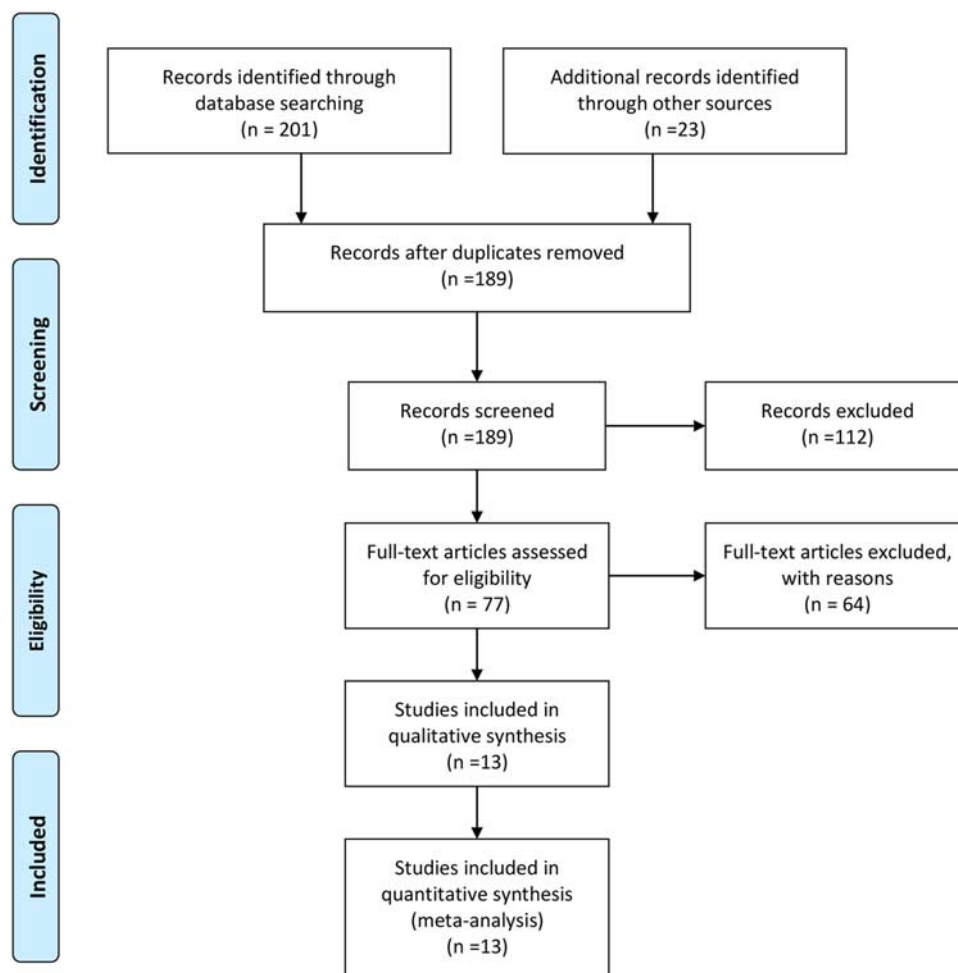 Identification
Records identified through
database searching
(n = 201)
Additional records identified
through other sources
(n =23)
Records after duplicates removed
(n =189)
Screening
Records screened
(n =189)
Records excluded
(n =112)
Eligibility
Full-text articles assessed
for eligibility
(n = 77)
Full-text articles excluded,
with reasons
(n = 64)
Studies included in
qualitative synthesis
(n =13)
Included
Studies included in
quantitative synthesis
(meta-analysis)
(n =13)